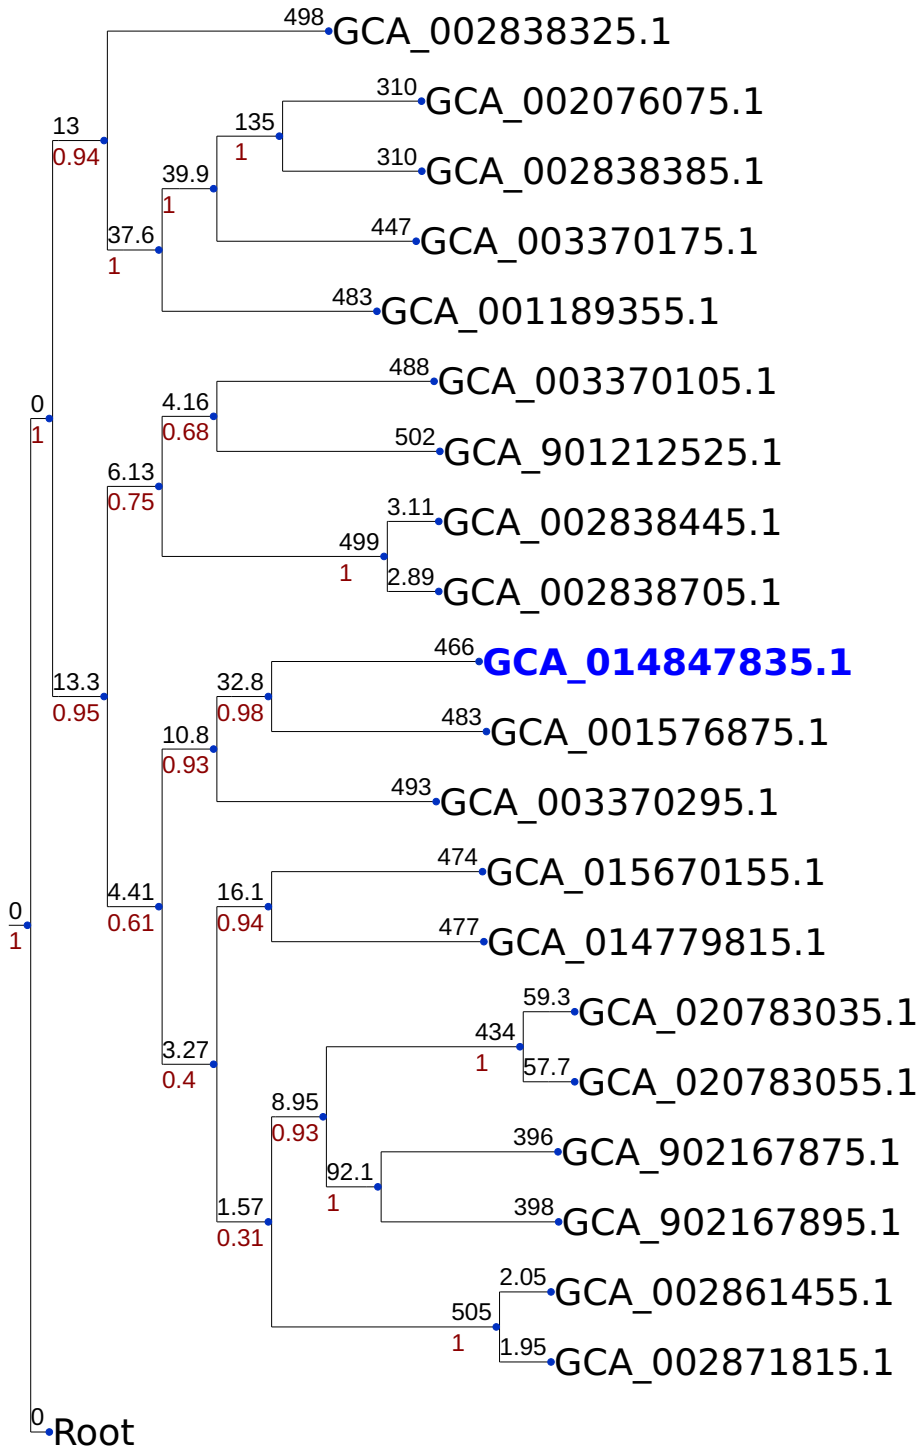 498 GCA_002838325.1
310 GCA_002076075.1
13
135
0.94
1
310 GCA_002838385.1
39.9
1
447 GCA_003370175.1
37.6
1
483 GCA_001189355.1
488 GCA_003370105.1
0
4.16
1
0.68
502 GCA_901212525.1
6.13
0.75
3.11 GCA_002838445.1
499
1
2.89 GCA_002838705.1
466 GCA_014847835.1
13.3
32.8
0.95
0.98
483 GCA_001576875.1
10.8
0.93
493 GCA_003370295.1
474 GCA_015670155.1
4.41
16.1
0
0.61
0.94
1
477 GCA_014779815.1
59.3 GCA_020783035.1
434
3.27
1
0.4
57.7 GCA_020783055.1
8.95
0.93
396 GCA_902167875.1
92.1
1
398 GCA_902167895.1
1.57
0.31
2.05 GCA_002861455.1
505
1
1.95 GCA_002871815.1
0 Root